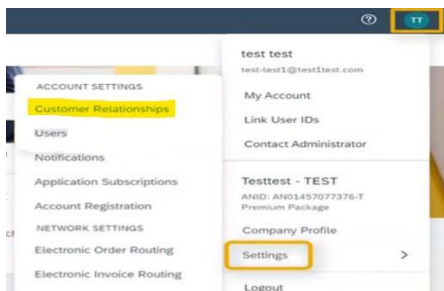 TT
test test
test-test1@test1test.com
My Account
Link User IDs
Contact Administrator
Testtest - TEST
ANID: AN01457077376-T
Premium Package
Company Profile
Settings
Logout
ACCOUNT SETTINGS
Customer Relationships
Users
Notifications
Application Subscriptions
Account Registration
NETWORK SETTINGS
Electronic Order Routing
Electronic Invoice Routing